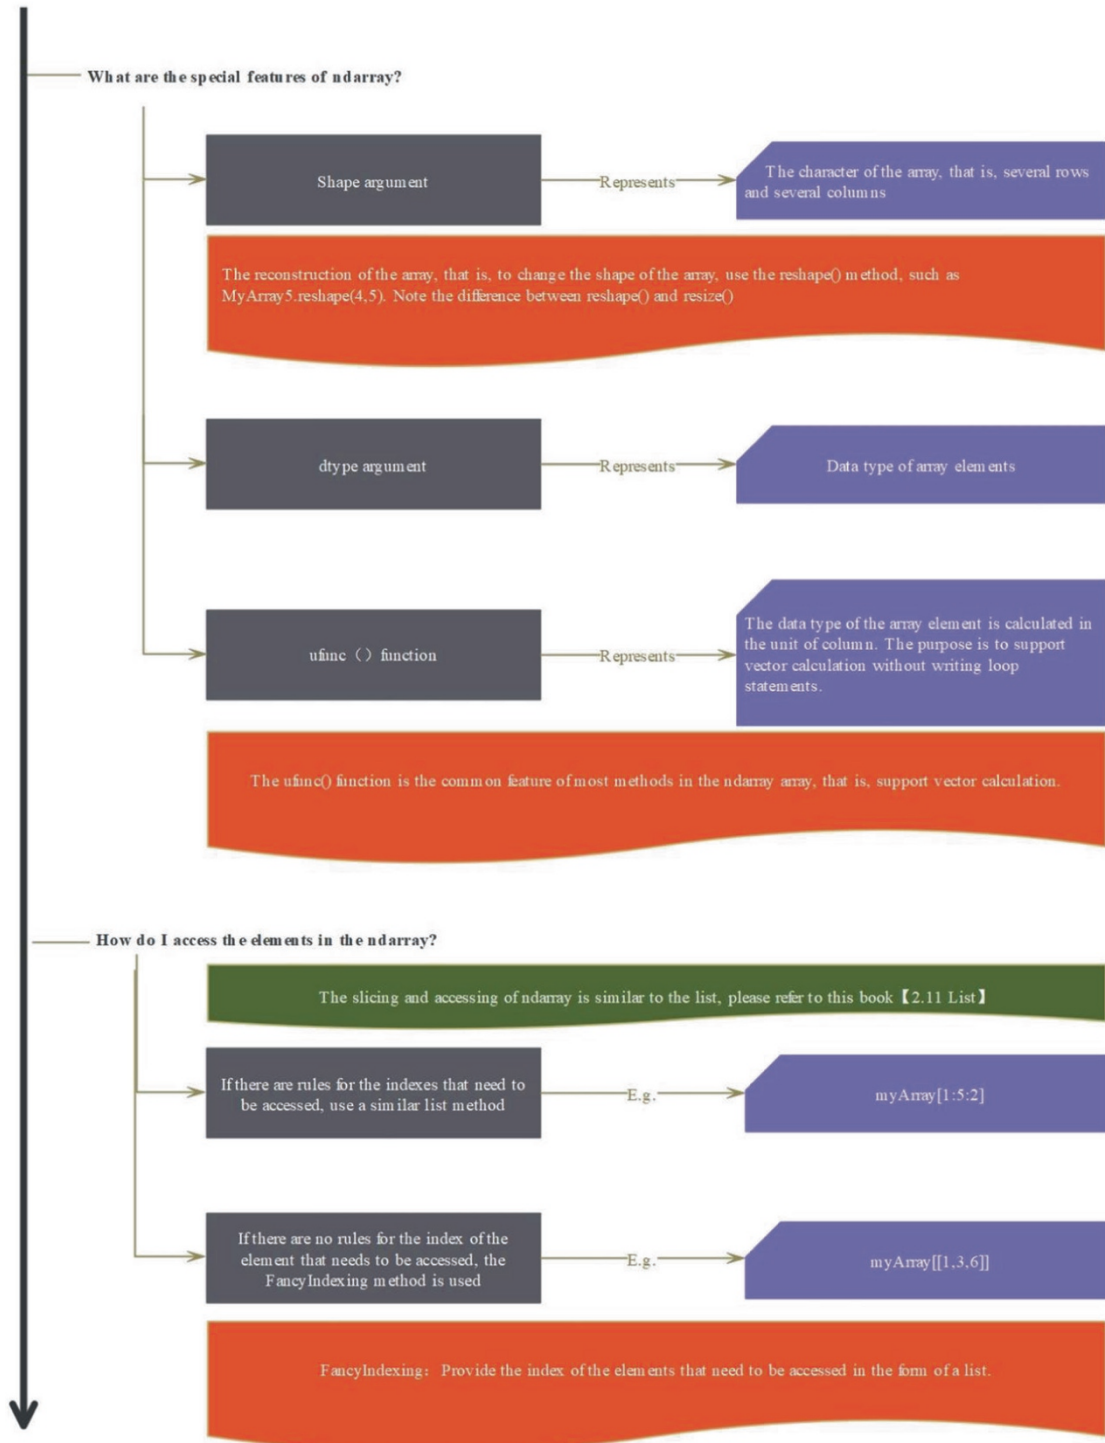 What are the special features of ndarray?
Shape argument
Represents
The character of the array, that is, several rows
and several columns
The reconstruction of the array, that is, to change the shape of the array, use the reshape() method, such as
MyArray5.reshape(4,5). Note the difference between reshape() and resize()
dtype argument
Represents
Data type of array elements
ufunc（）function
Represents
The data type of the array element is calculated in
the unit of column. The purpose is to support
vector calculation without writing loop
statements.
The ufunc() function is the common feature of most methods in the ndarray array, that is, support vector calculation.
How do I access the elements in the ndarray?
The slicing and accessing of ndarray is similar to the list, please refer to this book【2.11 List】
If there are rules for the indexes that need to
be accessed, use a similar list method
E.g.
myArray[1:5:2]
If there are no rules for the index of the
element that needs to be accessed, the
FancyIndexing method is used
E.g.
myArray[[1,3,6]]
FancyIndexing： Provide the index of the elements that need to be accessed in the form of a list.